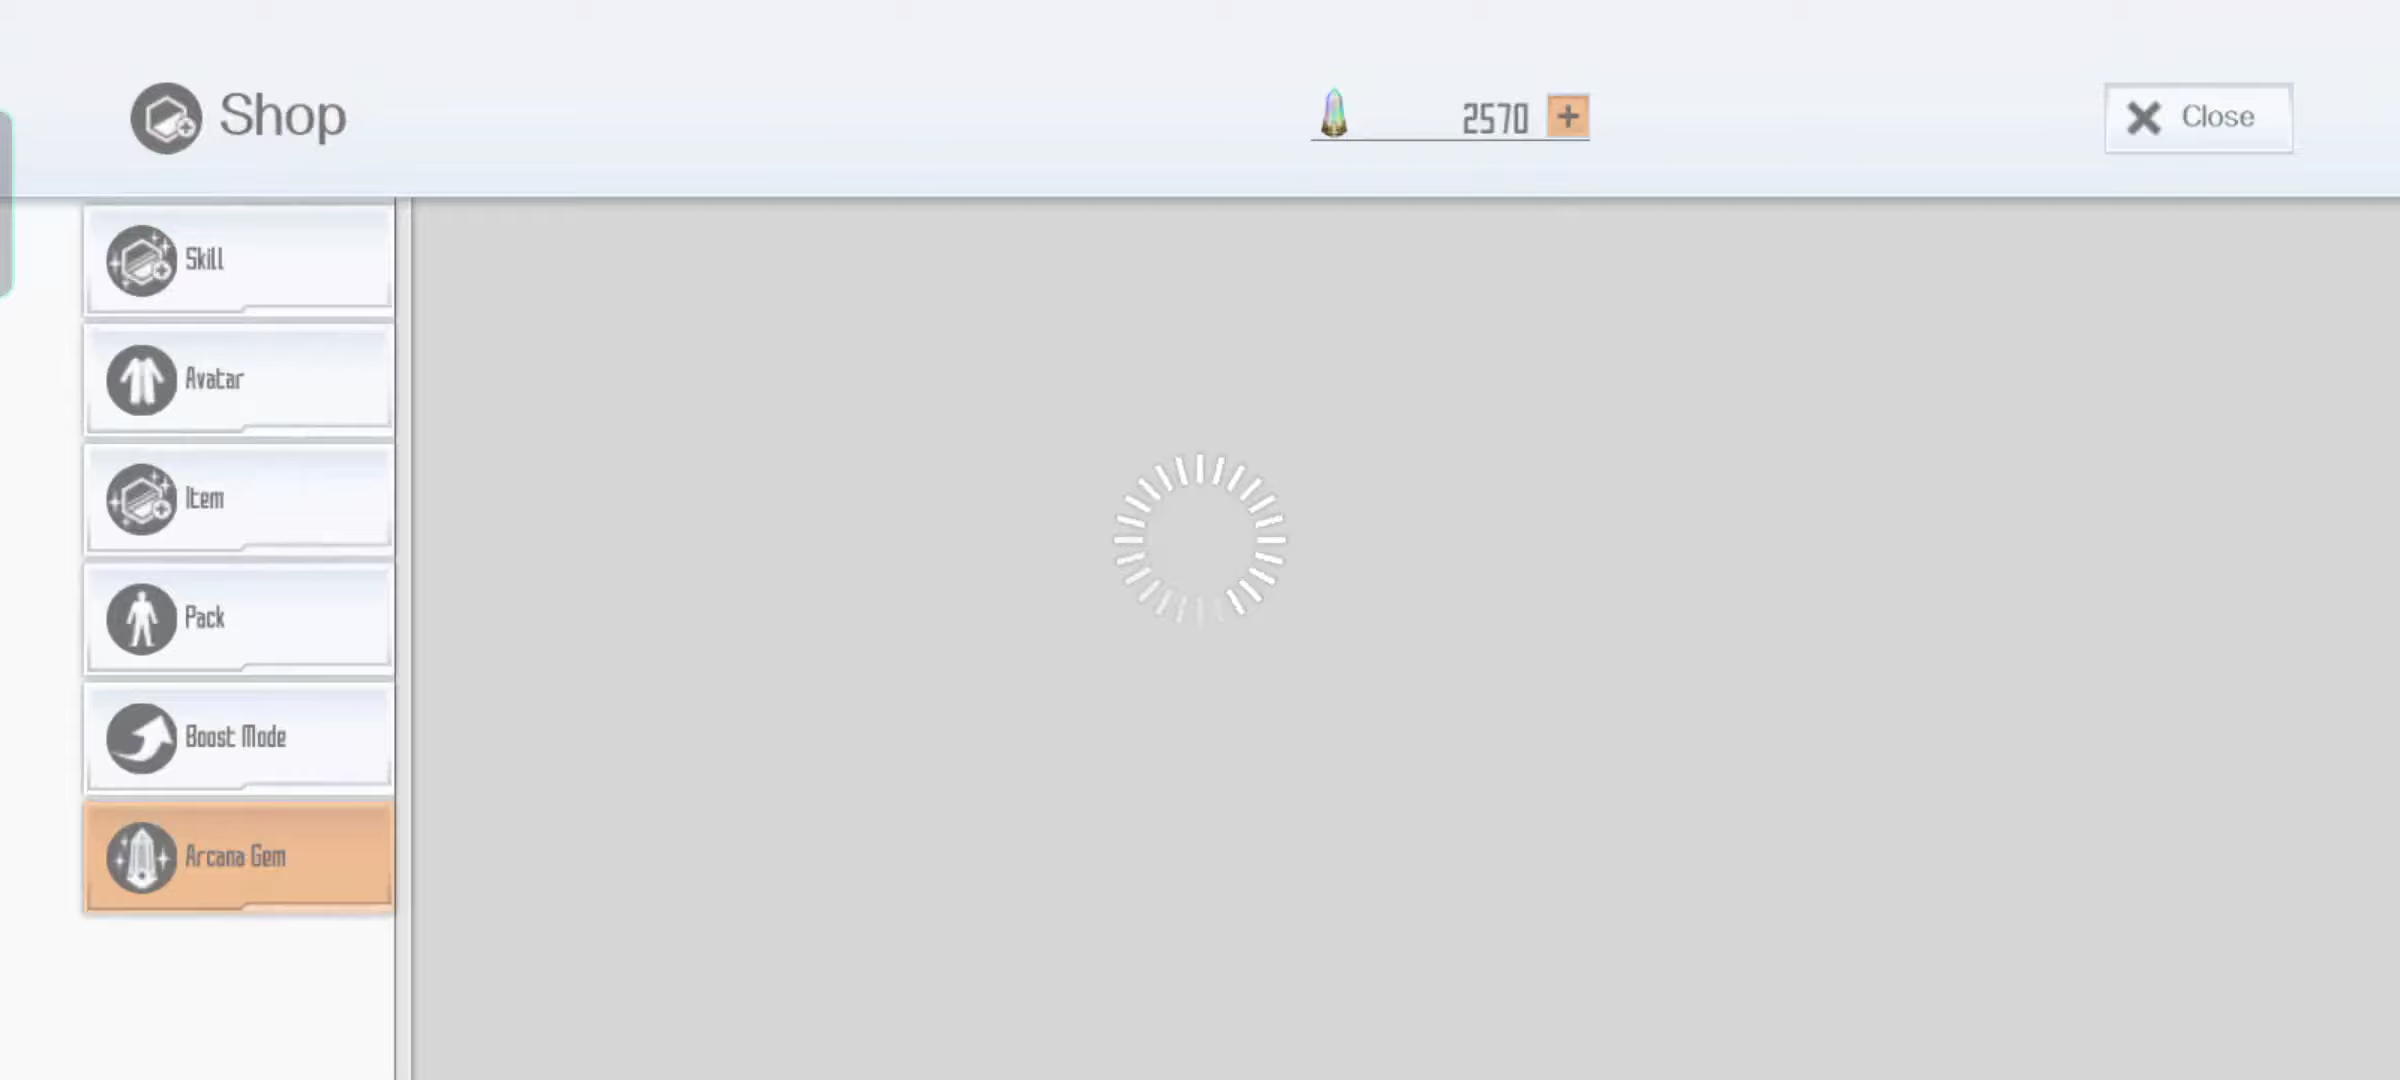 Shop
2570
Close
Skill
Avatar
Item
Pack
Boost Mode
Arcana Gem